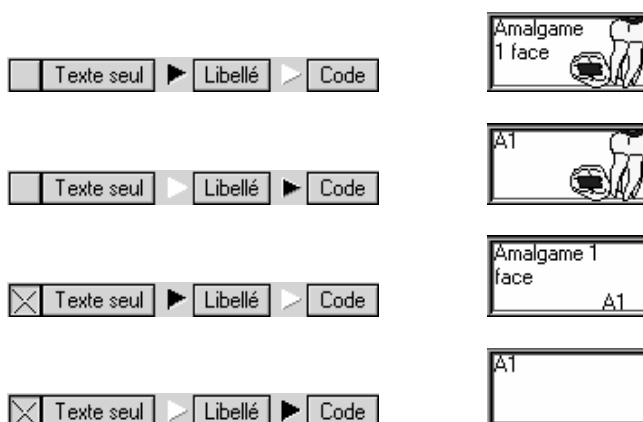 Texte seul Libellé Code
Amalgame
1 face
Texte seul Libellé Code
A1
Texte seul Libellé Code
Amalgame 1
face
A1
Texte seul Libellé Code
A1